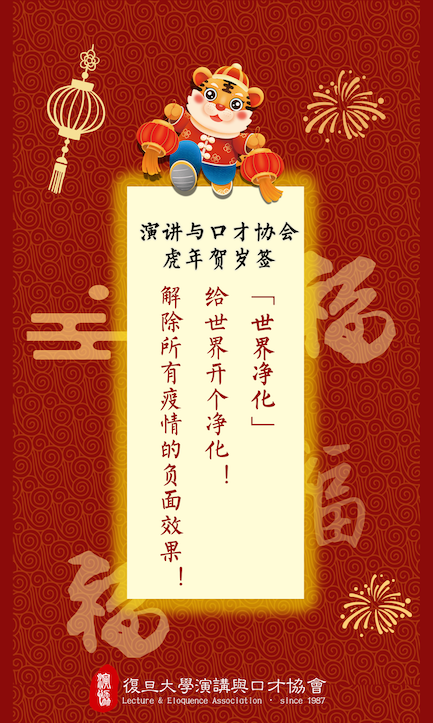 演讲与口才协会
虎年贺岁签
「世界净化」
给世界开个净化！
解除所有疫情的负面效果！
福
福
福
復旦大學演講與口才協會
Lecture & Eloquence Association · since 1987